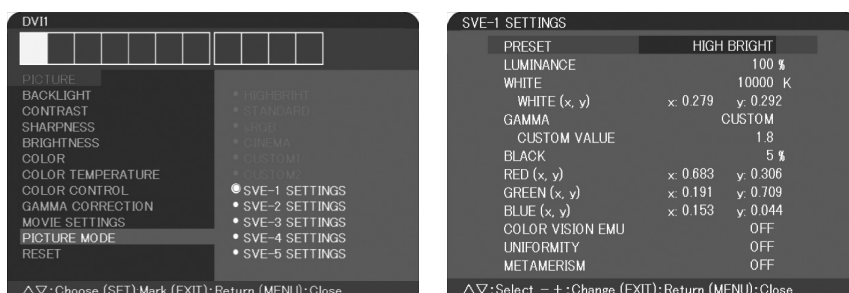 DVI1
PICTURE
BACKLIGHT
CONTRAST
SHARPNESS
BRIGHTNESS
COLOR
COLOR TEMPERATURE
COLOR CONTROL
GAMMA CORRECTION
MOVIE SETTINGS
PICTURE MODE
RESET
• HIGHBRIHT
• STANDARD
• sRGB
• CINEMA
• CUSTOM1
• CUSTOM2
SVE-1 SETTINGS
• SVE-2 SETTINGS
• SVE-3 SETTINGS
• SVE-4 SETTINGS
• SVE-5 SETTINGS
△▽:Choose (SET):Mark (EXIT):Return (MENU):Close
SVE-1 SETTINGS
PRESET HIGH BRIGHT
LUMINANCE 100 %
WHITE 10000 K
WHITE (x, y) x: 0.279 y: 0.292
GAMMA CUSTOM
CUSTOM VALUE 1.8
BLACK 5 %
RED (x, y) x: 0.683 y: 0.306
GREEN (x, y) x: 0.191 y: 0.709
BLUE (x, y) x: 0.153 y: 0.044
COLOR VISION EMU OFF
UNIFORMITY OFF
METAMERISM OFF
△▽:Select －＋:Change (EXIT):Return (MENU):Close